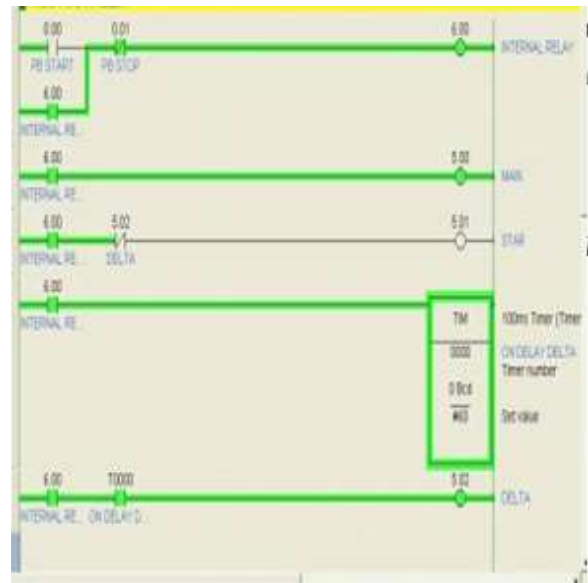 0.00 0.01 6.00
PB START PB STOP INTERNAL RELAY
6.00
INTERNAL RE...
6.00 5.00
INTERNAL RE... MAIN
6.00 5.02 5.01
INTERNAL RE... DELTA STAR
6.00
INTERNAL RE...
TIM 100ms Timer (Timer
0000 ON DELAY DELTA
Timer number
0 Bcd
Set value
6.00 T0000 5.02
INTERNAL RE... ON DELAY D... DELTA